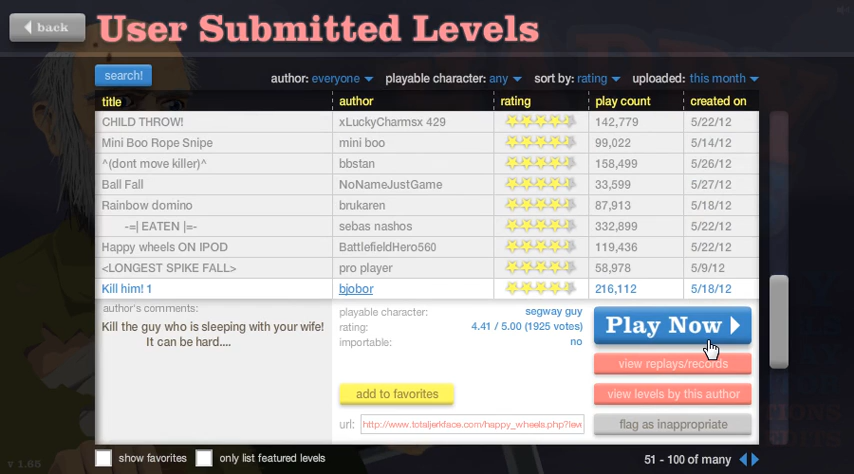 back
User Submitted Levels
search!
author: everyone playable character: any sort by: rating uploaded: this month
title author rating play count created on
CHILD THROW! xLuckyCharmsx 429 142,779 5/22/12
Mini Boo Rope Snipe mini boo 99,022 5/14/12
^(dont move killer)^ bbstan 158,499 5/26/12
Ball Fall NoNameJustGame 33,599 5/27/12
Rainbow domino brukaren 87,913 5/18/12
-=| EATEN |=- sebas nashos 332,899 5/22/12
Happy wheels ON IPOD BattlefieldHero560 119,436 5/22/12
<LONGEST SPIKE FALL> pro player 58,978 5/9/12
Kill him! 1 bjobor 216,112 5/18/12
author's comments:
Kill the guy who is sleeping with your wife!
It can be hard....
playable character: segway guy
rating: 4.41 / 5.00 (1925 votes)
importable: no
Play Now
view replays/records
add to favorites
view levels by this author
url: http://www.totaljerkface.com/happy_wheels.php?leve
flag as inappropriate
show favorites only list featured levels 51 - 100 of many
v 1.65